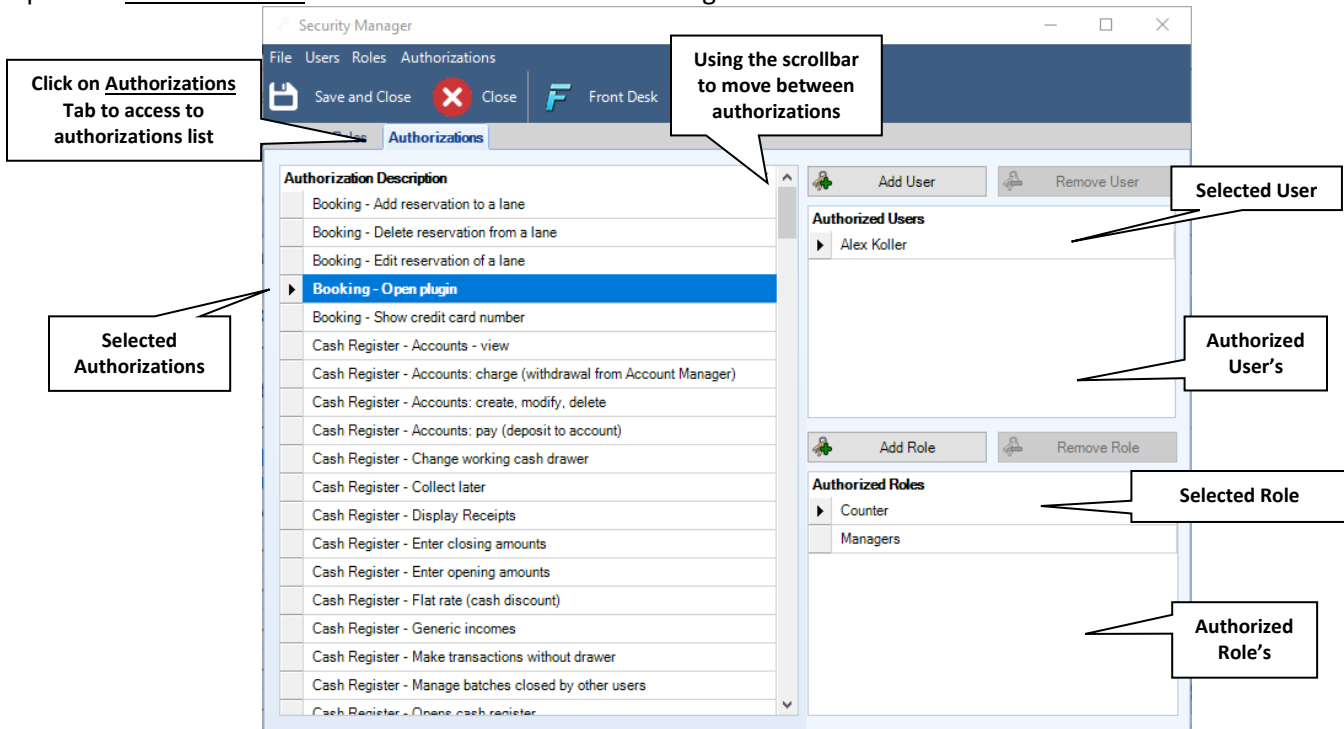 Security Manager
File Users Roles Authorizations
Save and Close Close Front Desk
Click on Authorizations
Tab to access to
authorizations list
Using the scrollbar
to move between
authorizations
Roles Authorizations
Authorization Description
Booking - Add reservation to a lane
Booking - Delete reservation from a lane
Booking - Edit reservation of a lane
Booking - Open plugin
Booking - Show credit card number
Cash Register - Accounts - view
Cash Register - Accounts: charge (withdrawal from Account Manager)
Cash Register - Accounts: create, modify, delete
Cash Register - Accounts: pay (deposit to account)
Cash Register - Change working cash drawer
Cash Register - Collect later
Cash Register - Display Receipts
Cash Register - Enter closing amounts
Cash Register - Enter opening amounts
Cash Register - Flat rate (cash discount)
Cash Register - Generic incomes
Cash Register - Make transactions without drawer
Cash Register - Manage batches closed by other users
Cash Register - Opens cash register
Selected
Authorizations
Add User Remove User
Selected User
Authorized Users
Alex Koller
Authorized
User's
Add Role Remove Role
Authorized Roles
Selected Role
Counter
Managers
Authorized
Role's